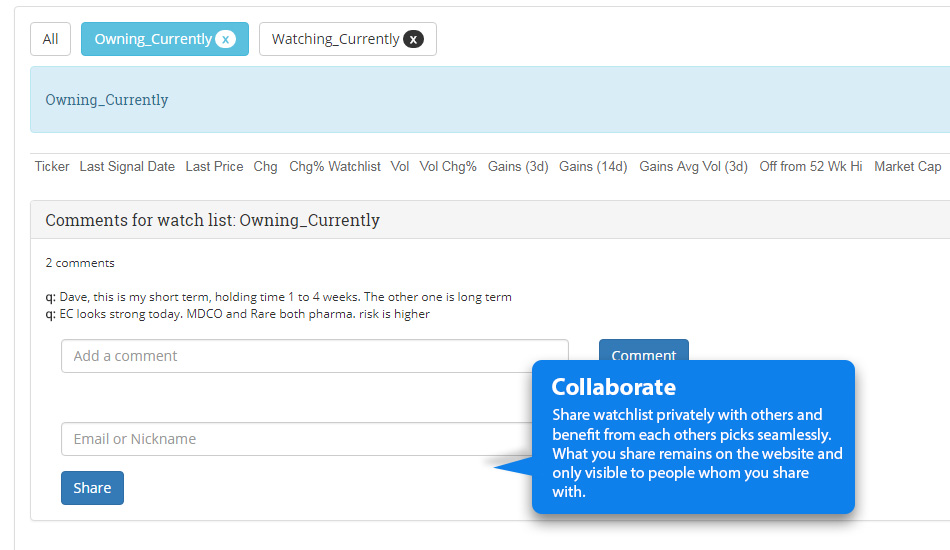 All Owning_Currently x Watching_Currently x
Owning_Currently
Ticker Last Signal Date Last Price Chg Chg% Watchlist Vol Vol Chg% Gains (3d) Gains (14d) Gains Avg Vol (3d) Off from 52 Wk Hi Market Cap
Comments for watch list: Owning_Currently
2 comments
q: Dave, this is my short term, holding time 1 to 4 weeks. The other one is long term
q: EC looks strong today. MDCO and Rare both pharma. risk is higher
Add a comment Comment
Email or Nickname
Share
Collaborate
Share watchlist privately with others and
benefit from each others picks seamlessly.
What you share remains on the website and
only visible to people whom you share
with.